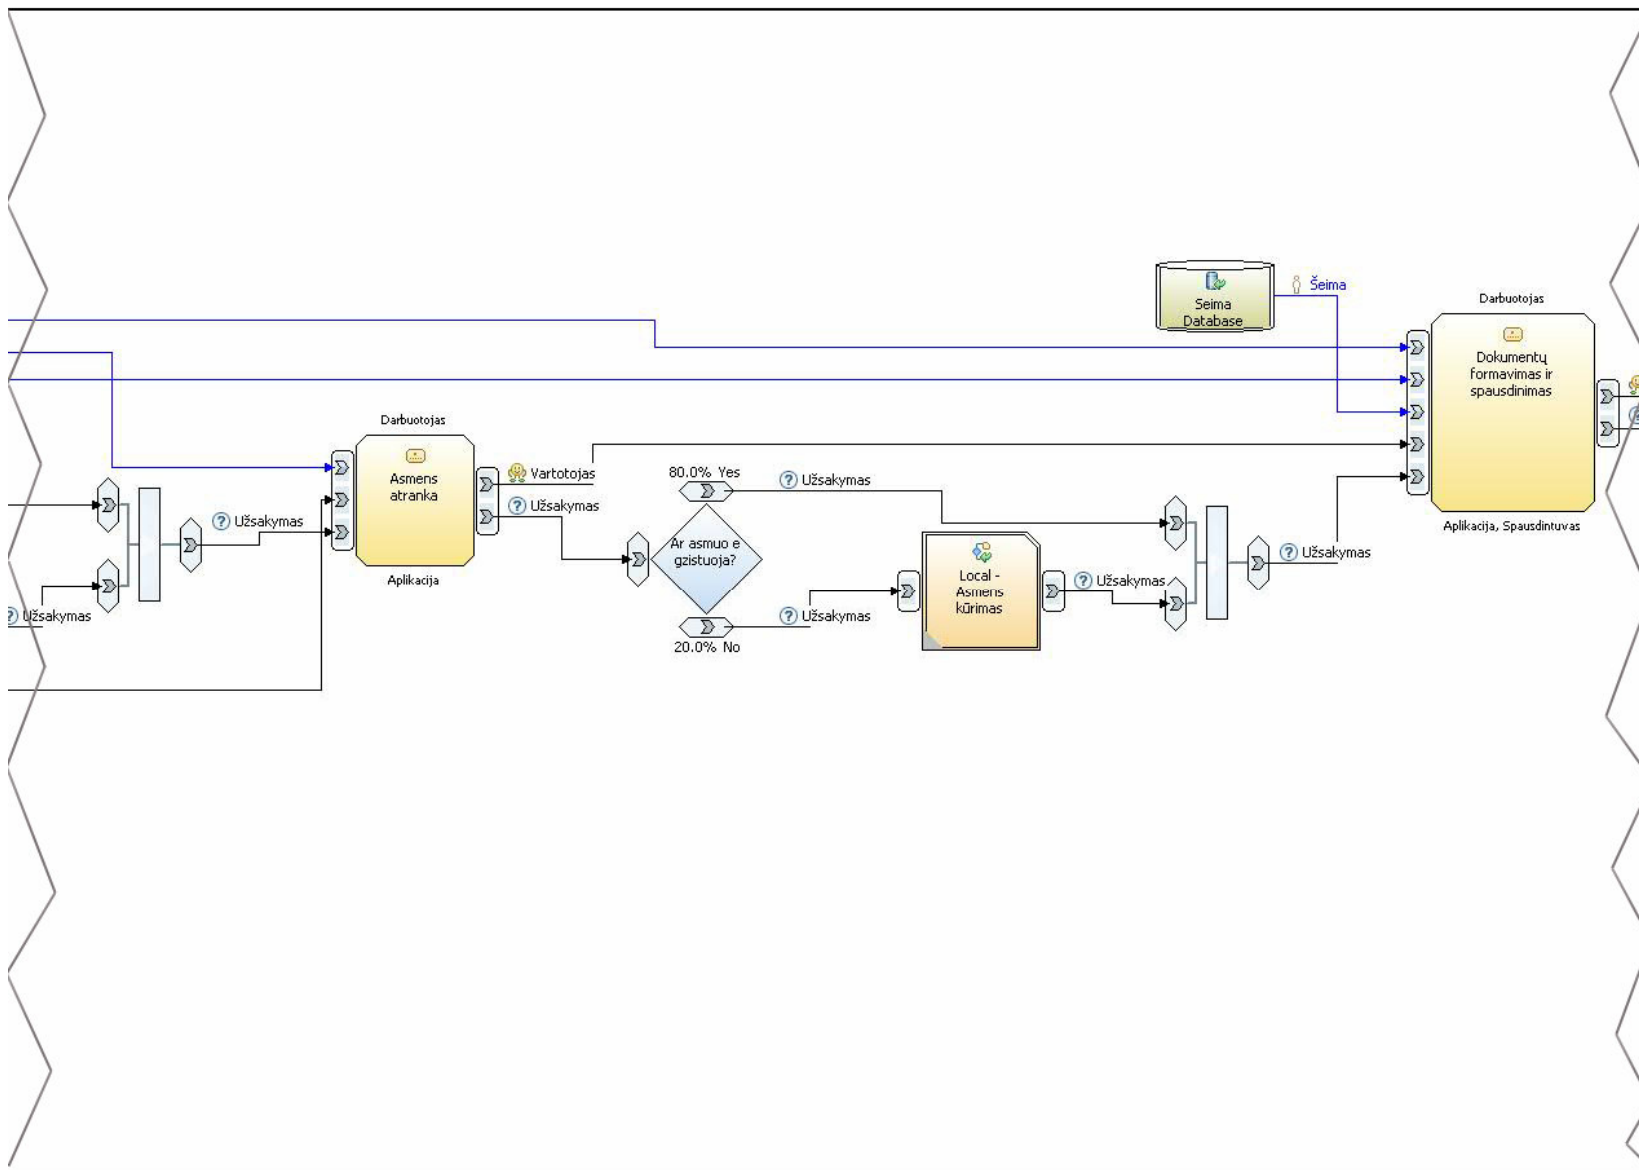 Šeima
Seima
Database
Darbuotojas
Dokumentų
formavimas ir
spausdinimas
Aplikacija, Spausdintuvas
Darbuotojas
Asmens
atranka
Aplikacija
Užsakymas
Užsakymas
Vartotojas
Užsakymas
80.0% Yes
Užsakymas
Ar asmuo e
gzistuoja?
20.0% No
Užsakymas
Local -
Asmens
kūrimas
Užsakymas
Užsakymas